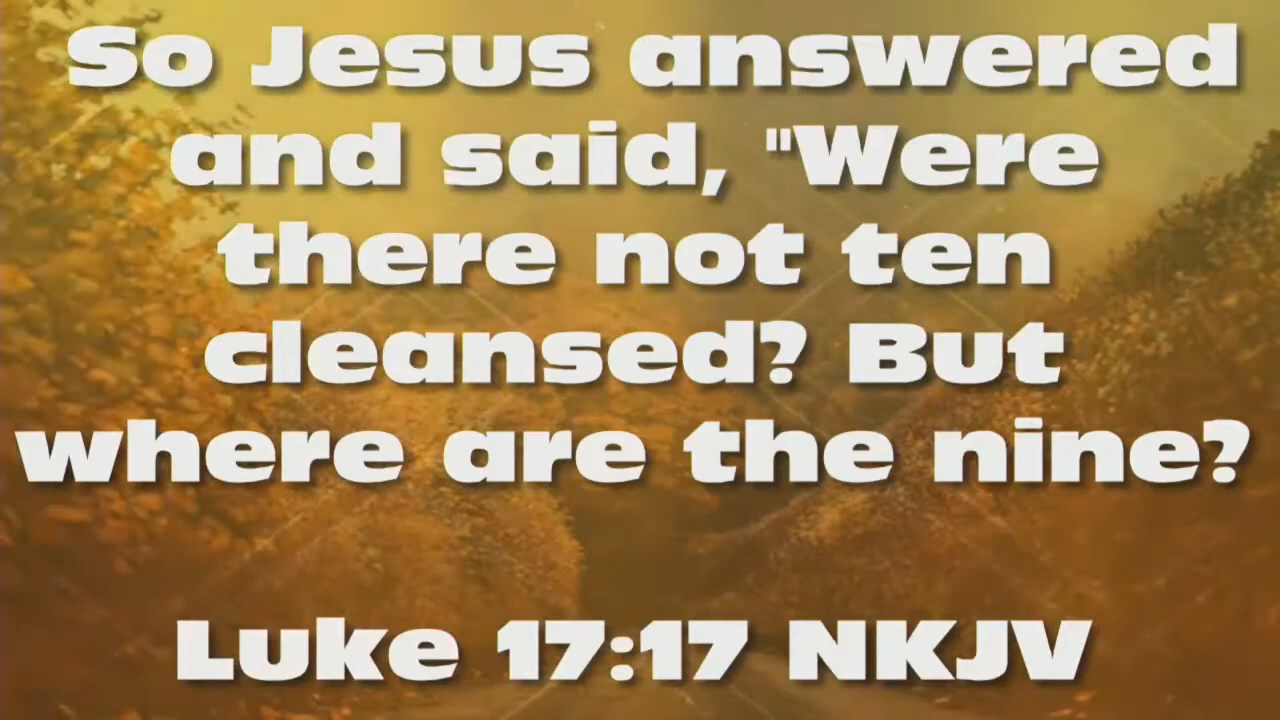 So Jesus answered
and said, "Were
there not ten
cleansed? But
where are the nine?
Luke 17:17 NKJV